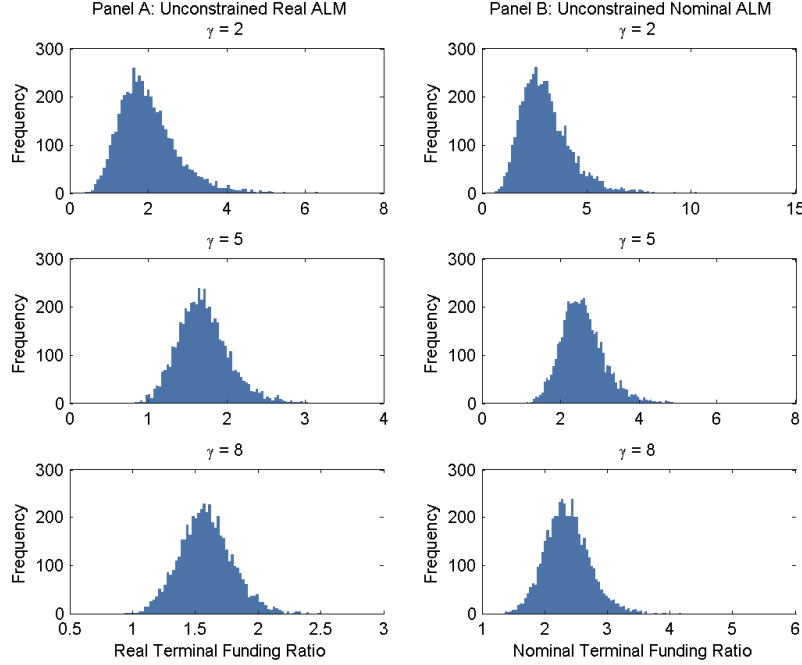 Panel A: Unconstrained Real ALM
γ = 2
300
200
100
0
Frequency
0 2 4 6 8
γ = 5
300
200
100
0
Frequency
0 1 2 3 4
γ = 8
300
200
100
0
Frequency
0.5 1 1.5 2 2.5 3
Real Terminal Funding Ratio
Panel B: Unconstrained Nominal ALM
γ = 2
300
200
100
0
Frequency
0 5 10 15
γ = 5
300
200
100
0
Frequency
0 2 4 6 8
γ = 8
300
200
100
0
Frequency
1 2 3 4 5 6
Nominal Terminal Funding Ratio